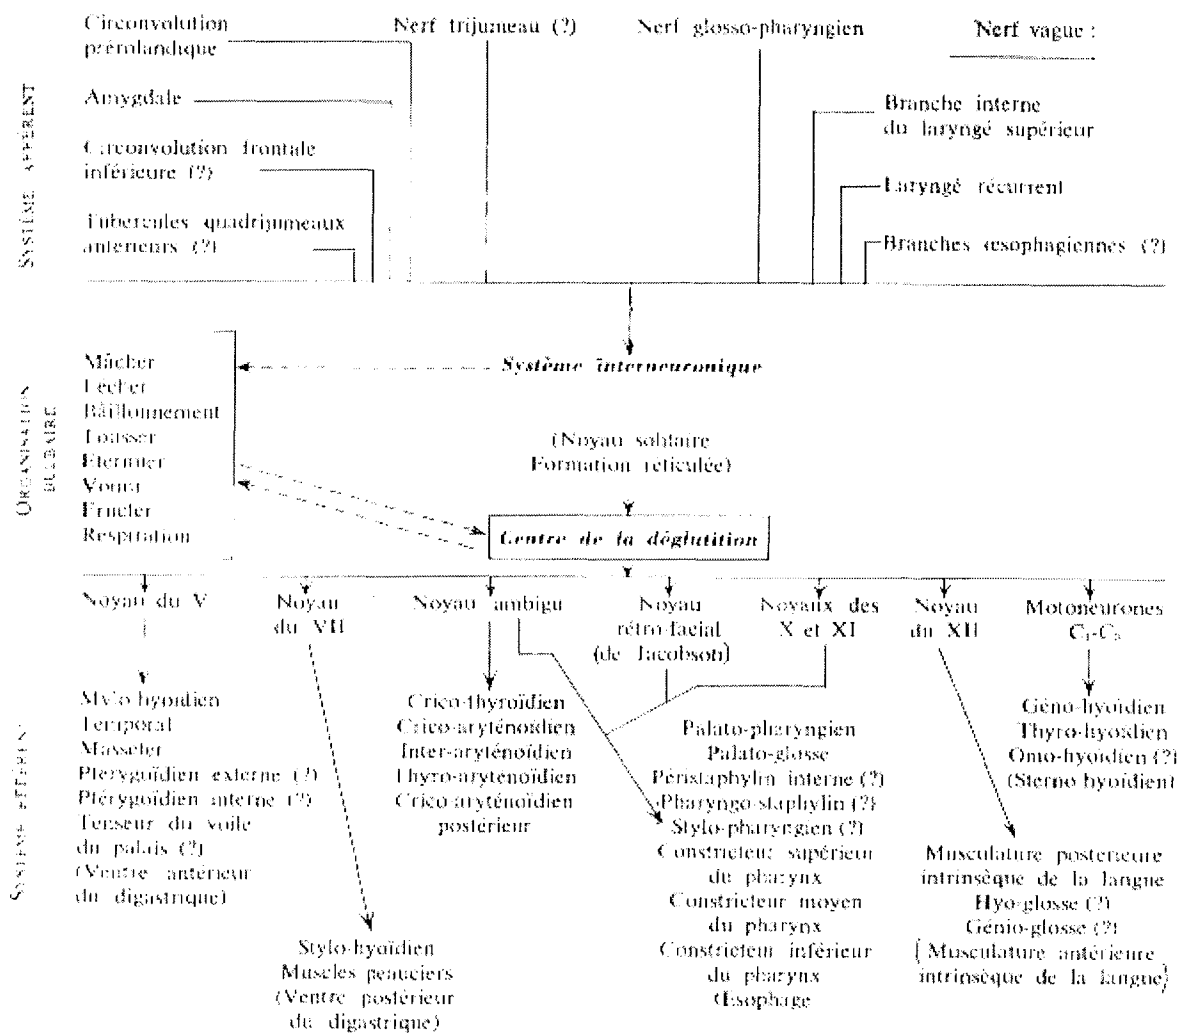 Circonvolution
prérolandique
Nerf trijumeau (?)
Nerf glosso-pharyngien
Nerf vague :
Amygdale
Circonvolution frontale
inférieure (?)
Tubercules quadrijumeaux
antérieurs (?)
Branche interne
du laryngé supérieur
Laryngé récurrent
Branches œsophagiennes (?)
SYSTÈME AFFÉRENT
Système interneuronique
(Noyau solitaire
Formation réticulée)
Mâcher
Lécher
Bâillonnement
Tousser
Éternuer
Vomir
Éructer
Respiration
ORGANISATION
BULBAIRE
Centre de la déglutition
Noyau du V
Noyau
du VII
Noyau ambigu
Noyau
rétro-facial
(de Jacobson)
Noyaux des
X et XI
Noyau
du XII
Motoneurones
C₁-C₃
SYSTÈME EFFÉRENT
Mylo-hyoïdien
Temporal
Masseter
Ptérygoïdien externe (?)
Ptérygoïdien interne (?)
Tenseur du voile
du palais (?)
(Ventre antérieur
du digastrique)
Stylo-hyoïdien
Muscles peauciers
(Ventre postérieur
du digastrique)
Crico-thyroïdien
Crico-aryténoïdien
Inter-aryténoïdien
Thyro-aryténoïdien
Crico-aryténoïdien
postérieur
Palato-pharyngien
Palato-glosse
Péristaphylin interne (?)
Pharyngo-staphylin (?)
Stylo-pharyngien (?)
Constricteur supérieur
du pharynx
Constricteur moyen
du pharynx
Constricteur inférieur
du pharynx
Œsophage
Musculature postérieure
intrinsèque de la langue
Hyo-glosse (?)
Génio-glosse (?)
(Musculature antérieure
intrinsèque de la langue)
Géno-hyoïdien
Thyro-hyoïdien
Omo-hyoïdien (?)
(Sterno hyoïdien)